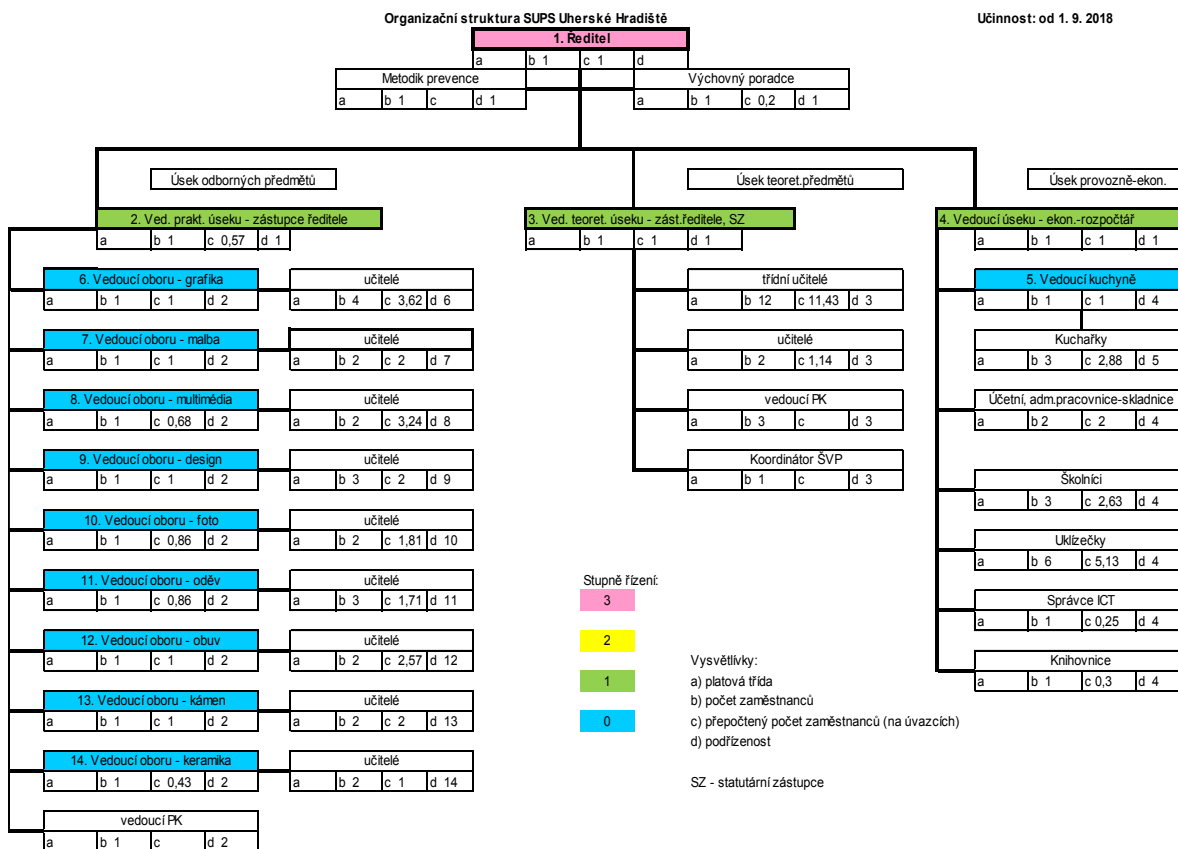 Organizační struktura SUPS Uherské Hradiště Učinnost: od 1. 9. 2018
1. Ředitel
a b 1 c 1 d
Metodik prevence Výchovný poradce
a b 1 c d 1 a b 1 c 0,2 d 1
Úsek odborných předmětů Úsek teoret.předmětů Úsek provozně-ekon.
2. Ved. prakt. úseku - zástupce ředitele 3. Ved. teoret. úseku - zást.ředitele, SZ 4. Vedoucí úseku - ekon.-rozpočtář
a b 1 c 0,57 d 1 a b 1 c 1 d 1 a b 1 c 1 d 1
6. Vedoucí oboru - grafika učitelé třídní učitelé 5. Vedoucí kuchyně
a b 1 c 1 d 2 a b 4 c 3,62 d 6 a b 12 c 11,43 d 3 a b 1 c 1 d 4
7. Vedoucí oboru - malba učitelé učitelé Kuchařky
a b 1 c 1 d 2 a b 2 c 2 d 7 a b 2 c 1,14 d 3 a b 3 c 2,88 d 5
8. Vedoucí oboru - multimédia učitelé vedoucí PK Účetní, adm.pracovnice-skladnice
a b 1 c 0,68 d 2 a b 2 c 3,24 d 8 a b 3 c d 3 a b 2 c 2 d 4
9. Vedoucí oboru - design učitelé Koordinátor ŠVP
a b 1 c 1 d 2 a b 3 c 2 d 9 a b 1 c d 3
Školníci
a b 3 c 2,63 d 4
10. Vedoucí oboru - foto učitelé
a b 1 c 0,86 d 2 a b 2 c 1,81 d 10
Uklízečky
a b 6 c 5,13 d 4
11. Vedoucí oboru - oděv učitelé Stupně řízení:
a b 1 c 0,86 d 2 a b 3 c 1,71 d 11 3
Správce ICT
a b 1 c 0,25 d 4
12. Vedoucí oboru - obuv učitelé 2
a b 1 c 1 d 2 a b 2 c 2,57 d 12 Vysvětlívky:
Knihovnice
a b 1 c 0,3 d 4
13. Vedoucí oboru - kámen učitelé 1 a) platová třída
b) počet zaměstnanců
a b 1 c 1 d 2 a b 2 c 2 d 13 0 c) přepočtený počet zaměstnanců (na úvazcích)
d) podřízenost
14. Vedoucí oboru - keramika učitelé
a b 1 c 0,43 d 2 a b 2 c 1 d 14 SZ - statutární zástupce
vedoucí PK
a b 1 c d 2